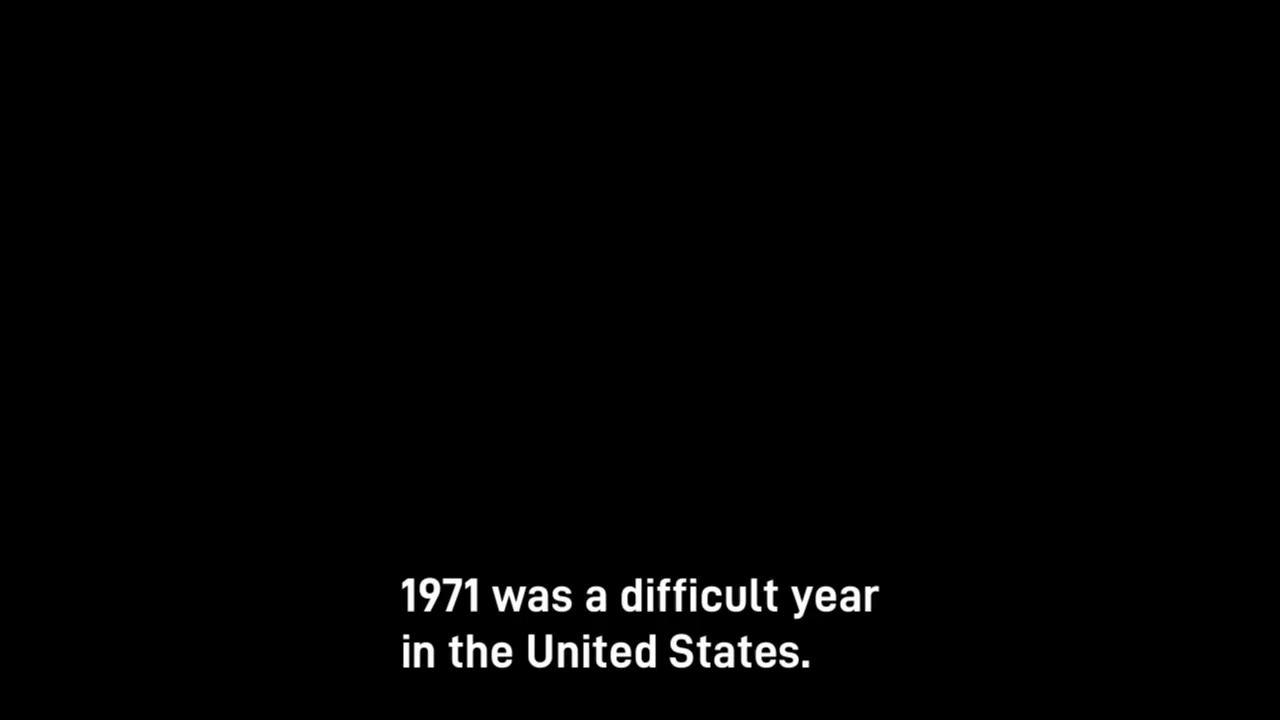 1971 was a difficult year
in the United States.